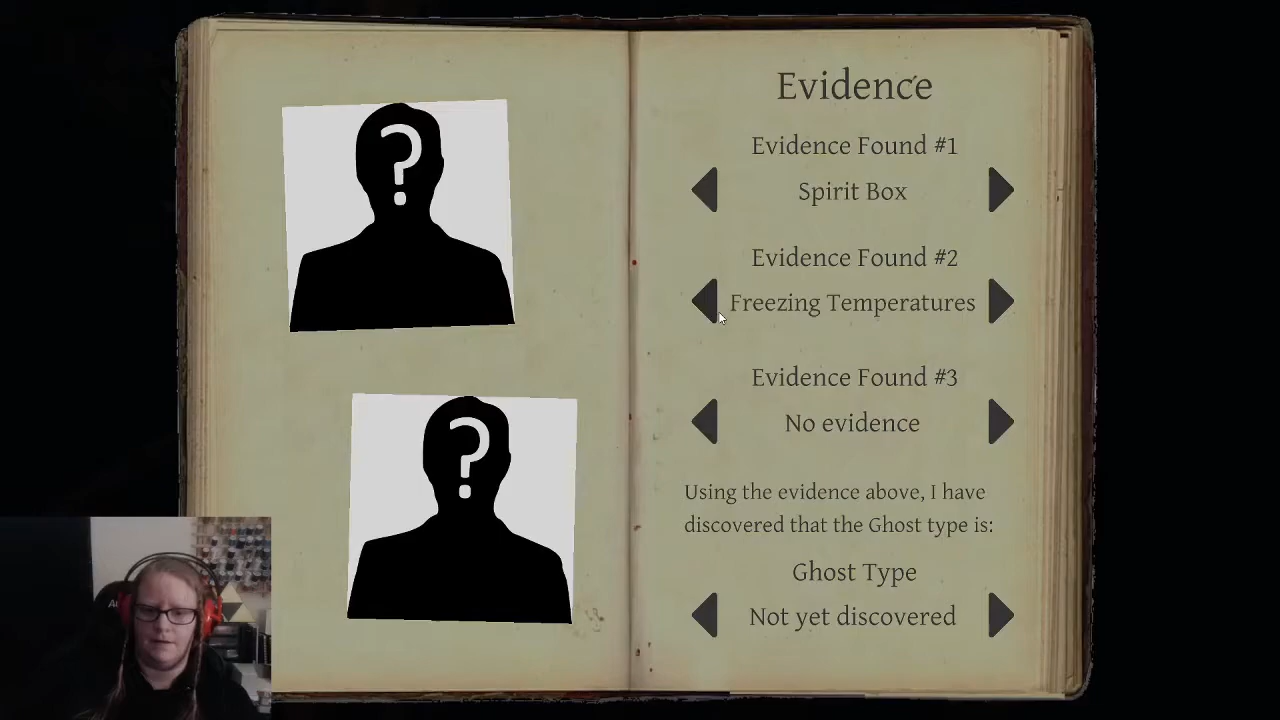 Evidence
Evidence Found #1
Spirit Box
Evidence Found #2
Freezing Temperatures
Evidence Found #3
No evidence
Using the evidence above, I have
discovered that the Ghost type is:
Ghost Type
Not yet discovered
?
?